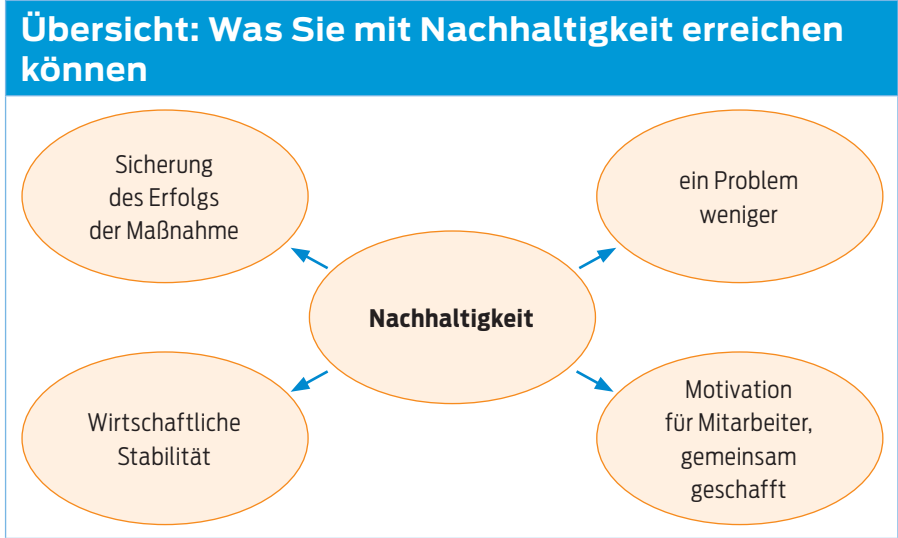 Übersicht: Was Sie mit Nachhaltigkeit erreichen
können
Sicherung
des Erfolgs
der Maßnahme
ein Problem
weniger
Nachhaltigkeit
Wirtschaftliche
Stabilität
Motivation
für Mitarbeiter,
gemeinsam
geschafft